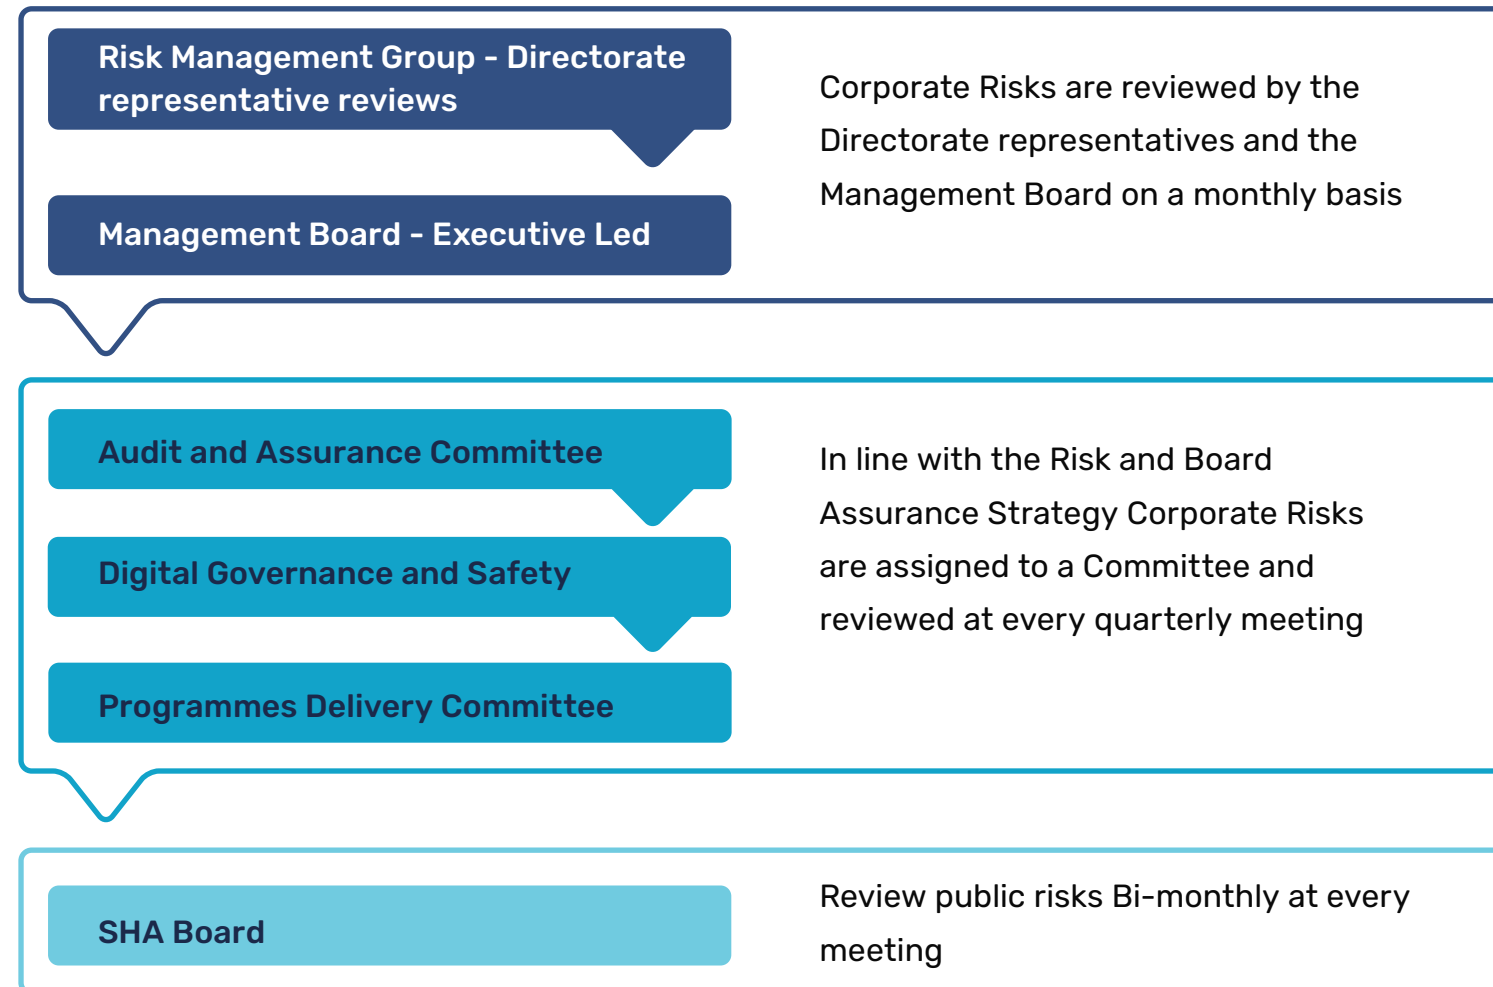 Risk Management Group - Directorate
representative reviews
Corporate Risks are reviewed by the
Directorate representatives and the
Management Board on a monthly basis
Management Board - Executive Led
Audit and Assurance Committee
In line with the Risk and Board
Assurance Strategy Corporate Risks
are assigned to a Committee and
reviewed at every quarterly meeting
Digital Governance and Safety
Programmes Delivery Committee
SHA Board
Review public risks Bi-monthly at every
meeting